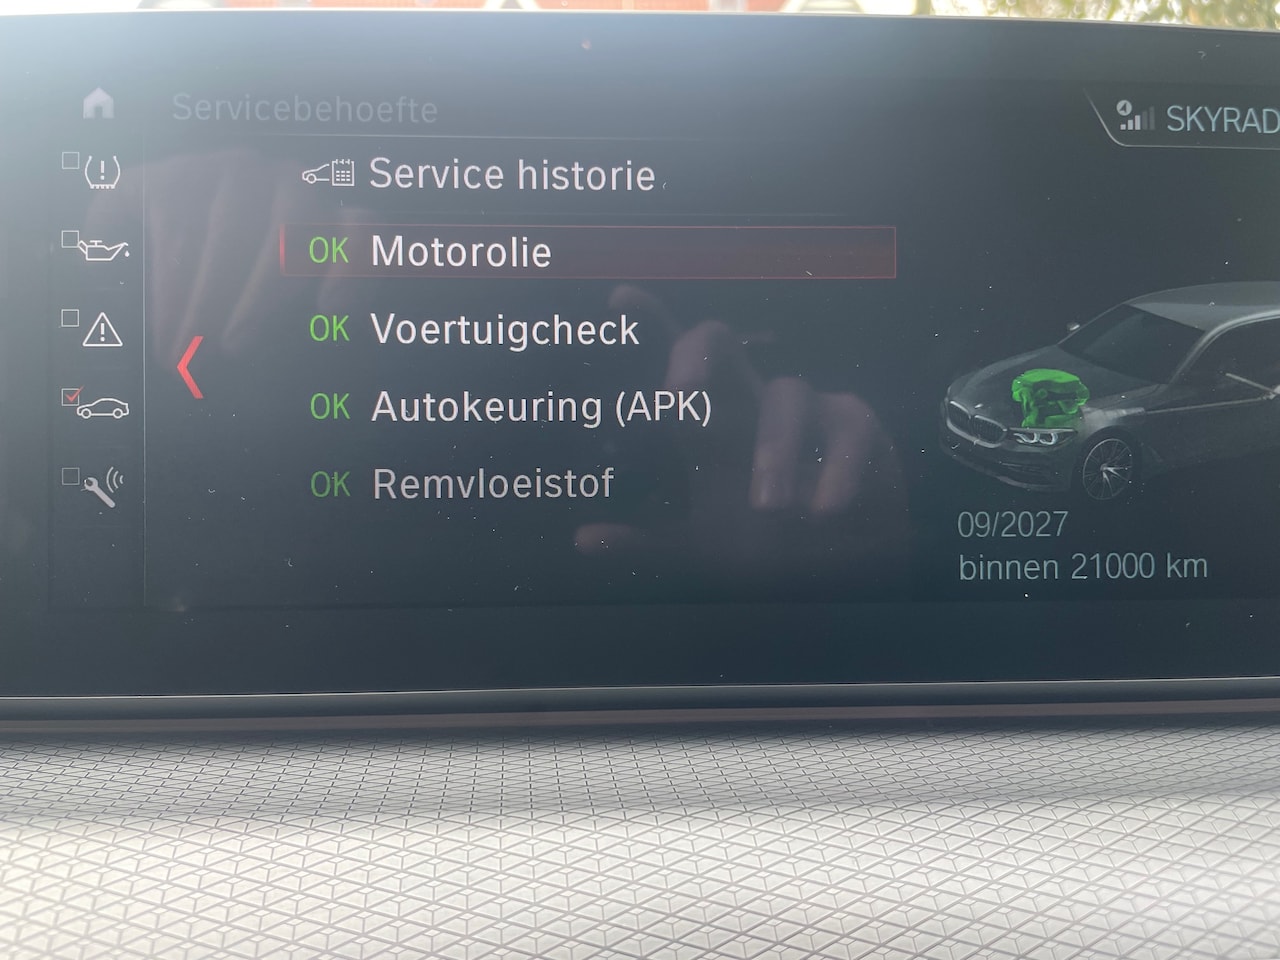 Servicebehoefte
SKYRAD
Service historie
OK Motorolie
OK Voertuigcheck
OK Autokeuring (APK)
OK Remvloeistof
09/2027
binnen 21000 km